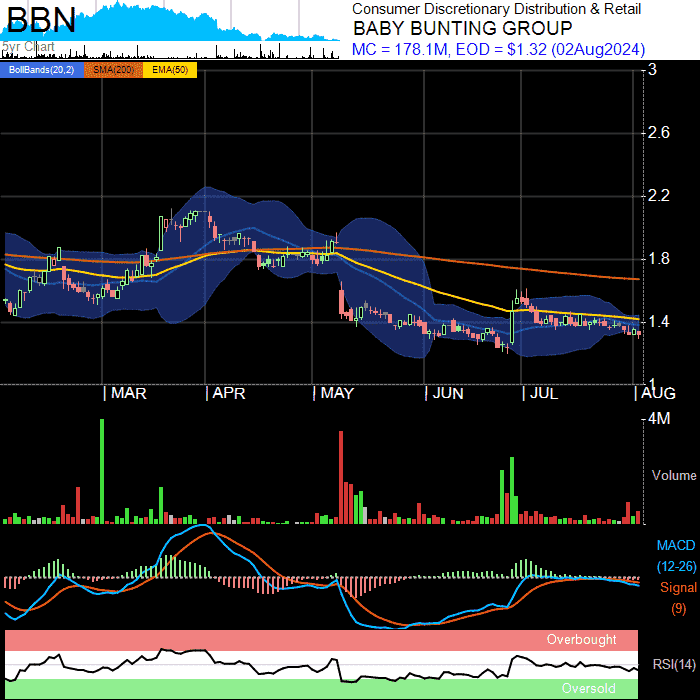 BBN
Consumer Discretionary Distribution & Retail
BABY BUNTING GROUP
5yr Chart
MC = 178.1M, EOD = $1.32 (02Aug2024)
BollBands(20,2) SMA(200) EMA(50)
3
2.6
2.2
1.8
1.4
1
MAR APR MAY JUN JUL AUG
4M
Volume
MACD
(12-26)
Signal
(9)
Overbought
RSI(14)
Oversold